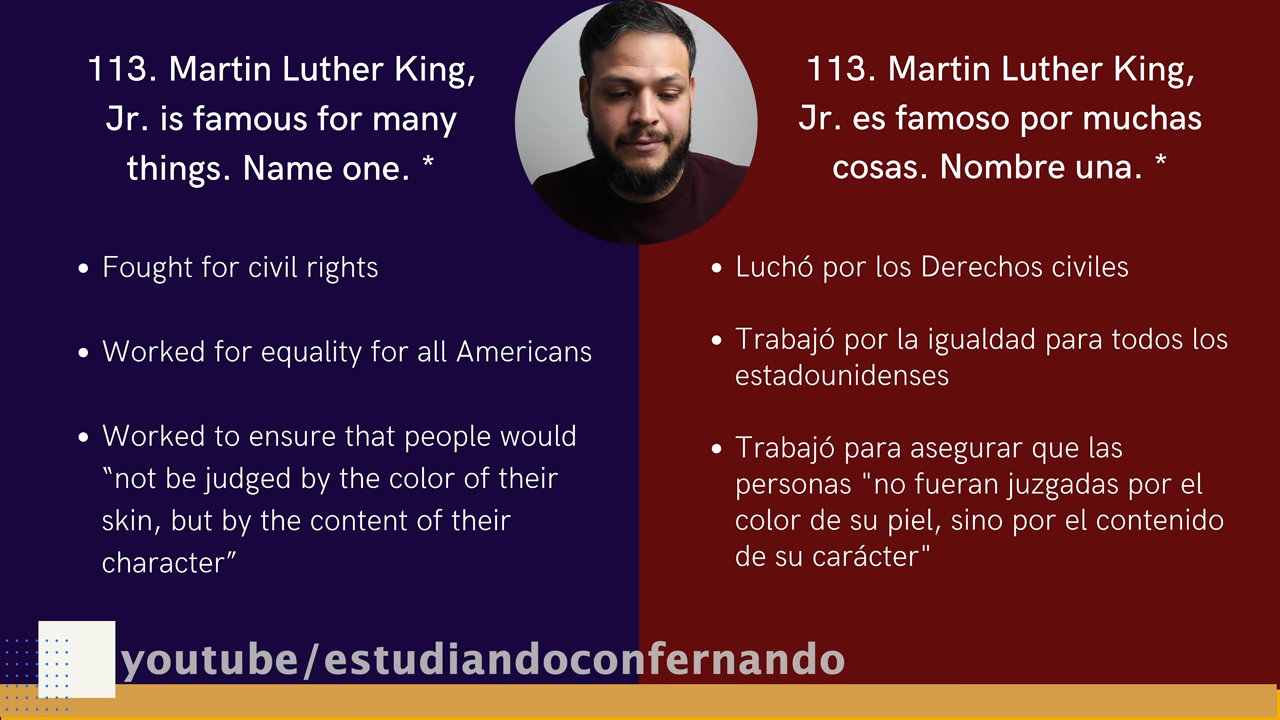 113. Martin Luther King,
Jr. is famous for many
things. Name one. *
• Fought for civil rights
• Worked for equality for all Americans
• Worked to ensure that people would
“not be judged by the color of their
skin, but by the content of their
character”
113. Martin Luther King,
Jr. es famoso por muchas
cosas. Nombre una. *
• Luchó por los Derechos civiles
• Trabajó por la igualdad para todos los
estadounidenses
• Trabajó para asegurar que las
personas "no fueran juzgadas por el
color de su piel, sino por el contenido
de su carácter"
youtube/estudiandoconfernando